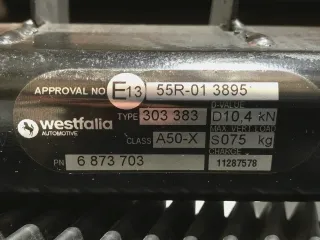 APPROVAL NO E13 55R-01 3895
D-VALUE
TYPE 303 383 D10,4 kN
westfalia
AUTOMOTIVE
MAX VERT LOAD
CLASS A50-X S075 kg
CHARGE
PN 6 873 703 11287578